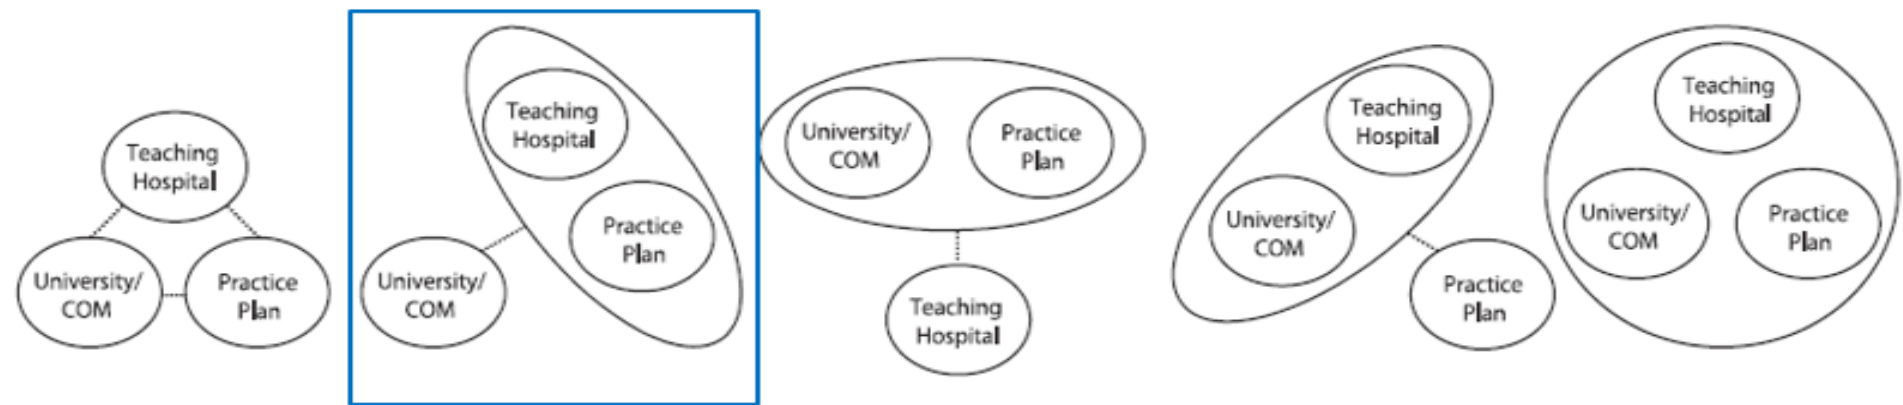 Teaching
Hospital
University/
COM
Practice
Plan
Teaching
Hospital
Practice
Plan
University/
COM
University/
COM
Practice
Plan
Teaching
Hospital
Teaching
Hospital
University/
COM
Practice
Plan
Teaching
Hospital
University/
COM
Practice
Plan